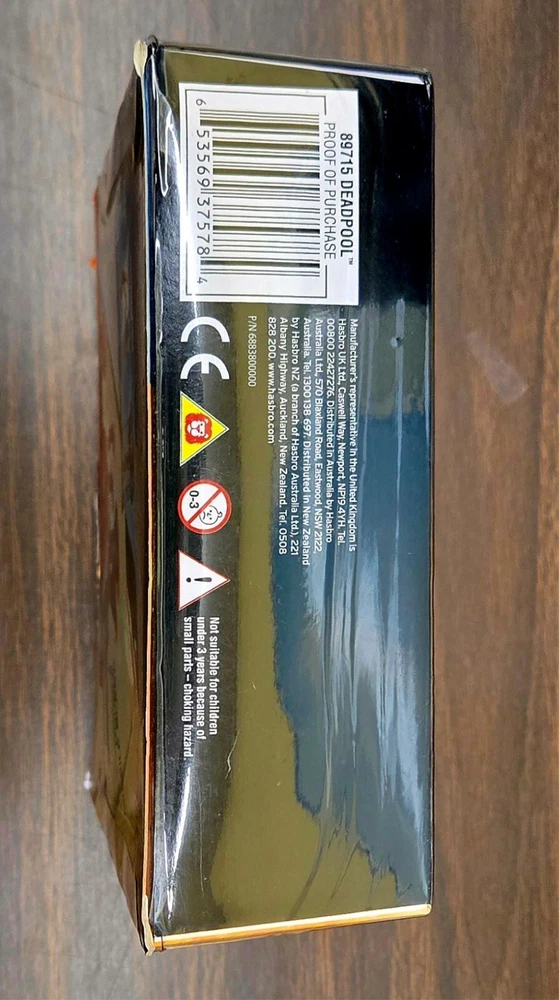 89715 DEADPOOL™
PROOF OF PURCHASE
6 53569 37578 4
Manufacturer's representative in the United Kingdom is
Hasbro UK Ltd., Caswell Way, Newport, NP19 4YH. Tel.
00800 22427276. Distributed in Australia by Hasbro
Australia Ltd., 570 Blaxland Road, Eastwood, NSW 2122,
Australia. Tel. 1300 138 697. Distributed in New Zealand
by Hasbro NZ (a branch of Hasbro Australia Ltd.), 221
Albany Highway, Auckland, New Zealand. Tel. 0508
828 200. www.hasbro.com
P/N 6883800000
CE
0-3
!
Not suitable for children
under 3 years because of
small parts – choking hazard.